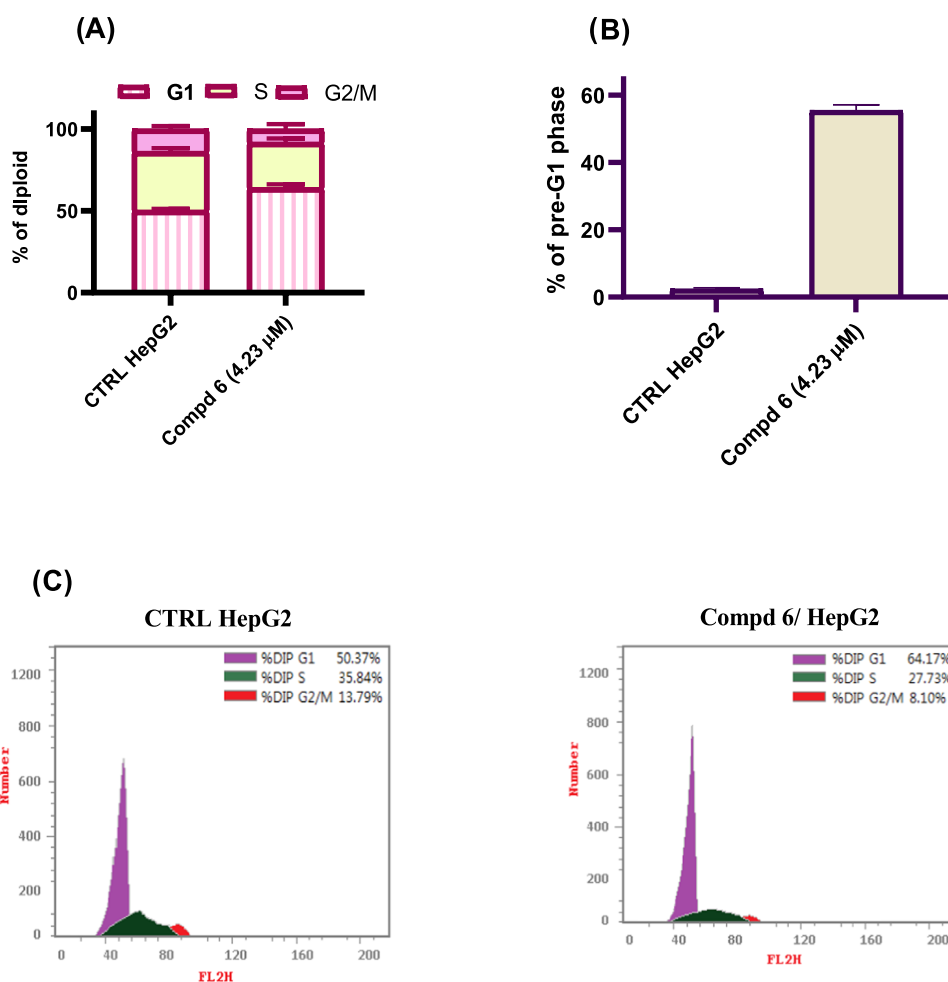 (A)
G1 S G2/M
% of dIploid
100
50
0
CTRL HepG2
Compd 6 (4.23 µM)
(B)
% of pre-G1 phase
60
40
20
0
CTRL HepG2
Compd 6 (4.23 µM)
(C)
CTRL HepG2
%DIP G1 50.37%
%DIP S 35.84%
%DIP G2/M 13.79%
Number
1200
800
600
400
200
0
0 40 80 120 160 200
FL2H
Compd 6/ HepG2
%DIP G1 64.17%
%DIP S 27.73%
%DIP G2/M 8.10%
Number
1200
800
600
400
200
0
0 40 80 120 160 200
FL2H